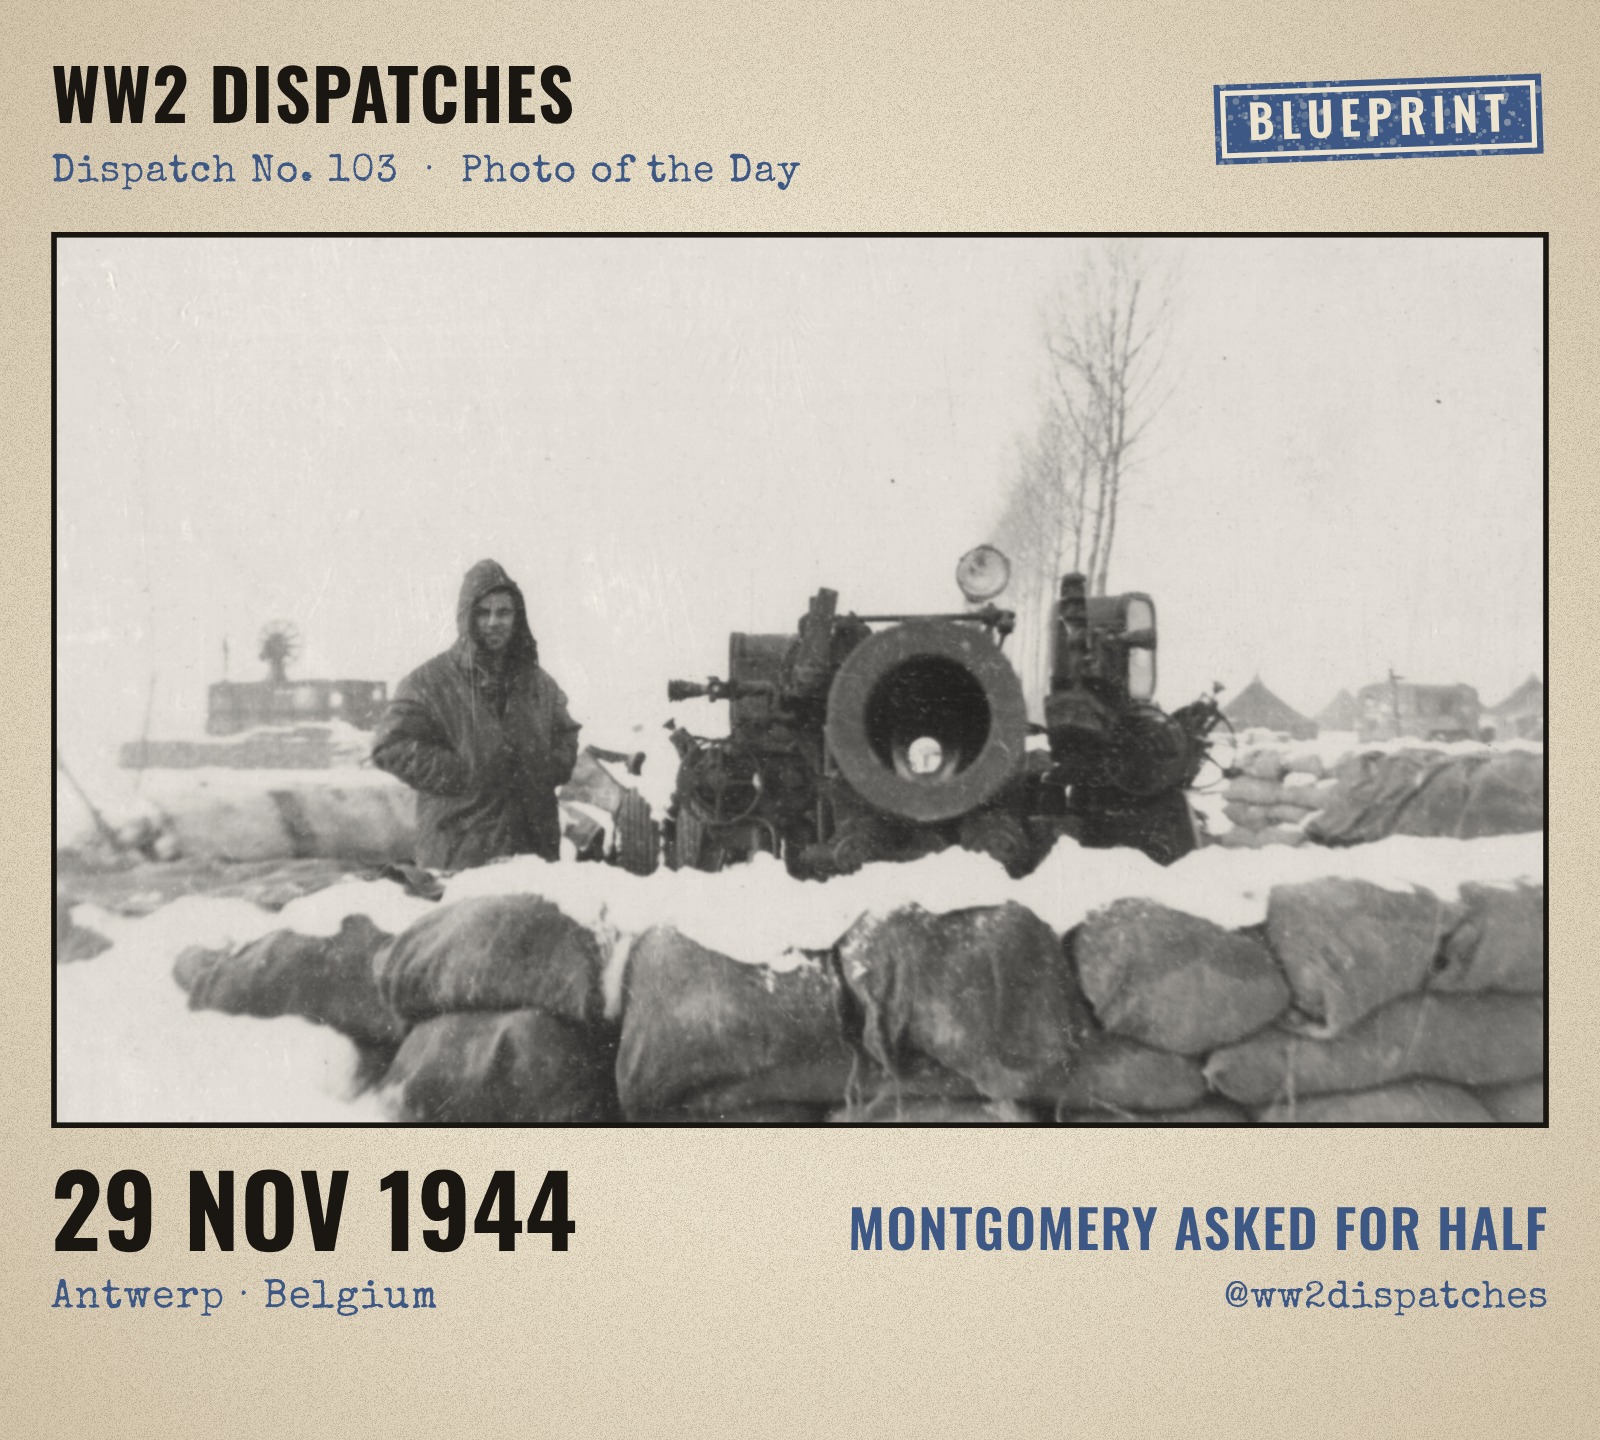 WW2 DISPATCHES
Dispatch No. 103 · Photo of the Day
BLUEPRINT
29 NOV 1944
Antwerp · Belgium
MONTGOMERY ASKED FOR HALF
@ww2dispatches